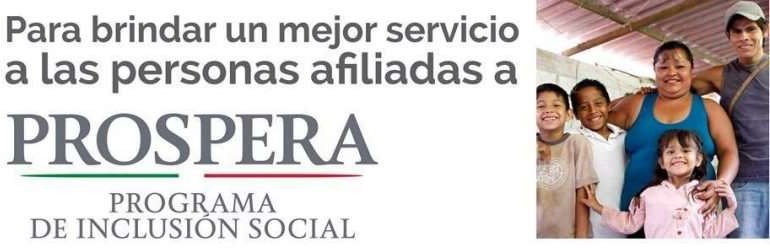 Para brindar un mejor servicio
a las personas afiliadas a
PROSPERA
PROGRAMA
DE INCLUSIÓN SOCIAL